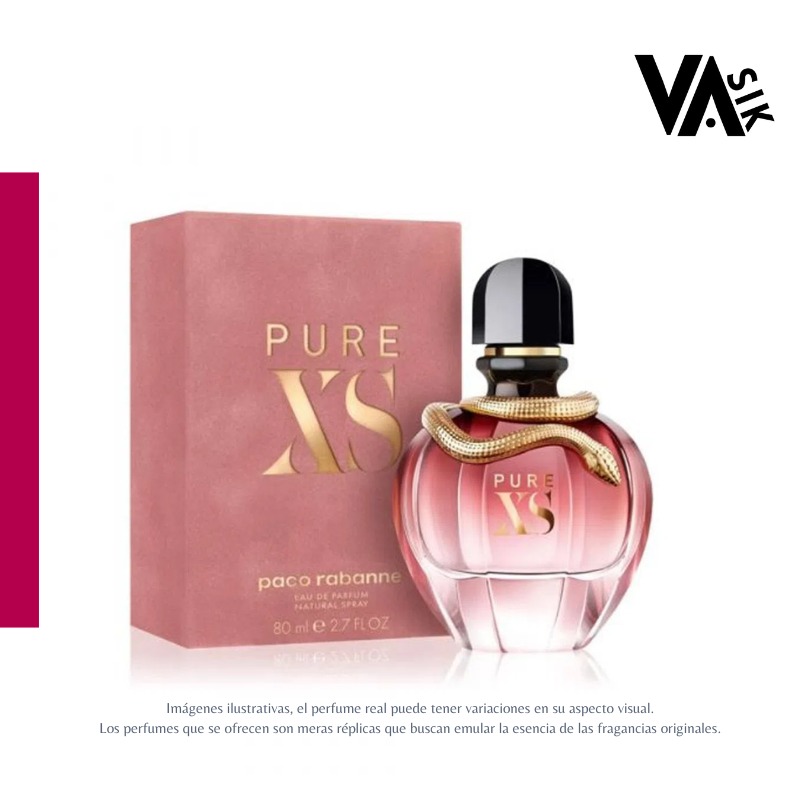 VASIK
PURE
XS
PURE
XS
paco rabanne
EAU DE PARFUM
NATURAL SPRAY
80 ml ℮ 2.7 FL OZ
Imágenes ilustrativas, el perfume real puede tener variaciones en su aspecto visual.
Los perfumes que se ofrecen son meras réplicas que buscan emular la esencia de las fragancias originales.